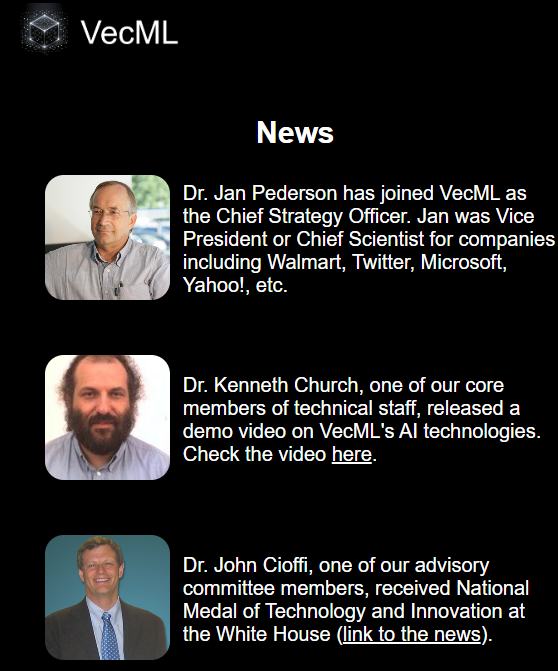 VecML
News
Dr. Jan Pederson has joined VecML as
the Chief Strategy Officer. Jan was Vice
President or Chief Scientist for companies
including Walmart, Twitter, Microsoft,
Yahoo!, etc.
Dr. Kenneth Church, one of our core
members of technical staff, released a
demo video on VecML's AI technologies.
Check the video here.
Dr. John Cioffi, one of our advisory
committee members, received National
Medal of Technology and Innovation at
the White House (link to the news).